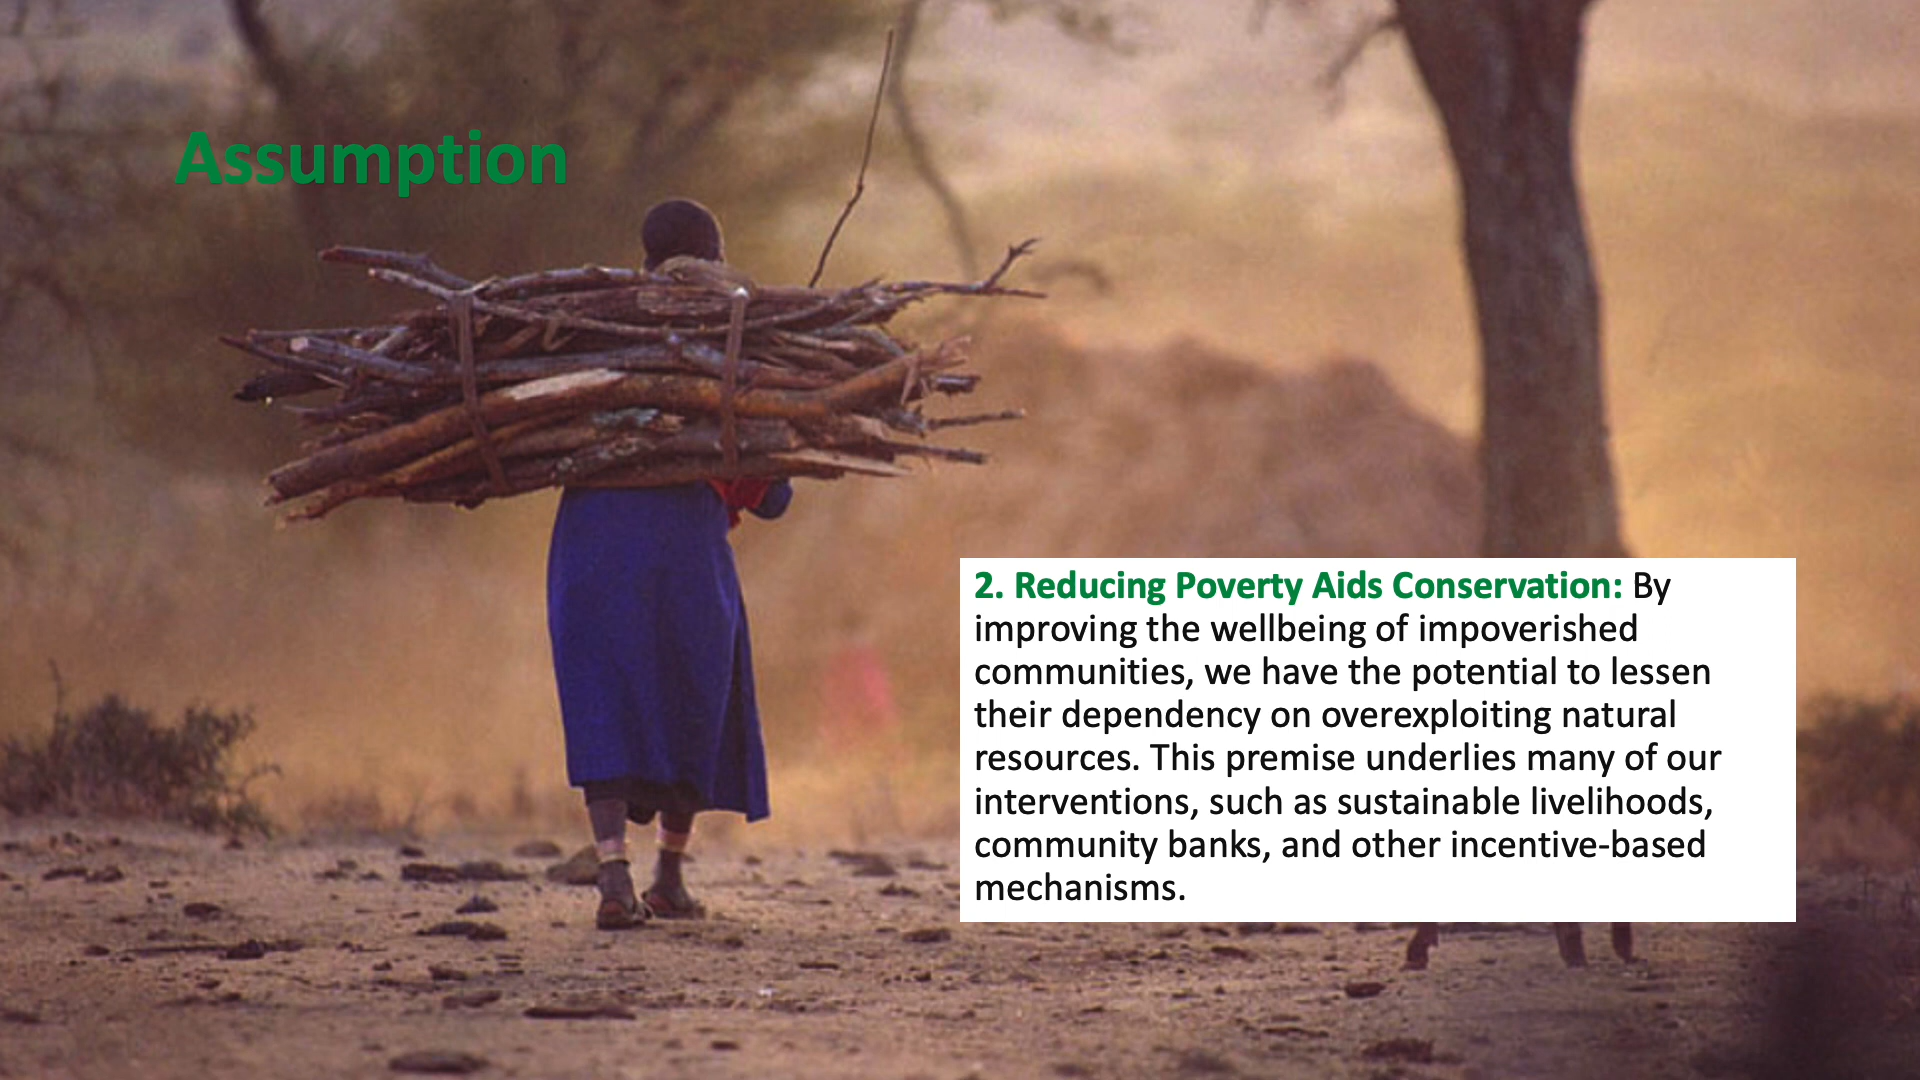 Assumption
2. Reducing Poverty Aids Conservation: By
improving the wellbeing of impoverished
communities, we have the potential to lessen
their dependency on overexploiting natural
resources. This premise underlies many of our
interventions, such as sustainable livelihoods,
community banks, and other incentive-based
mechanisms.